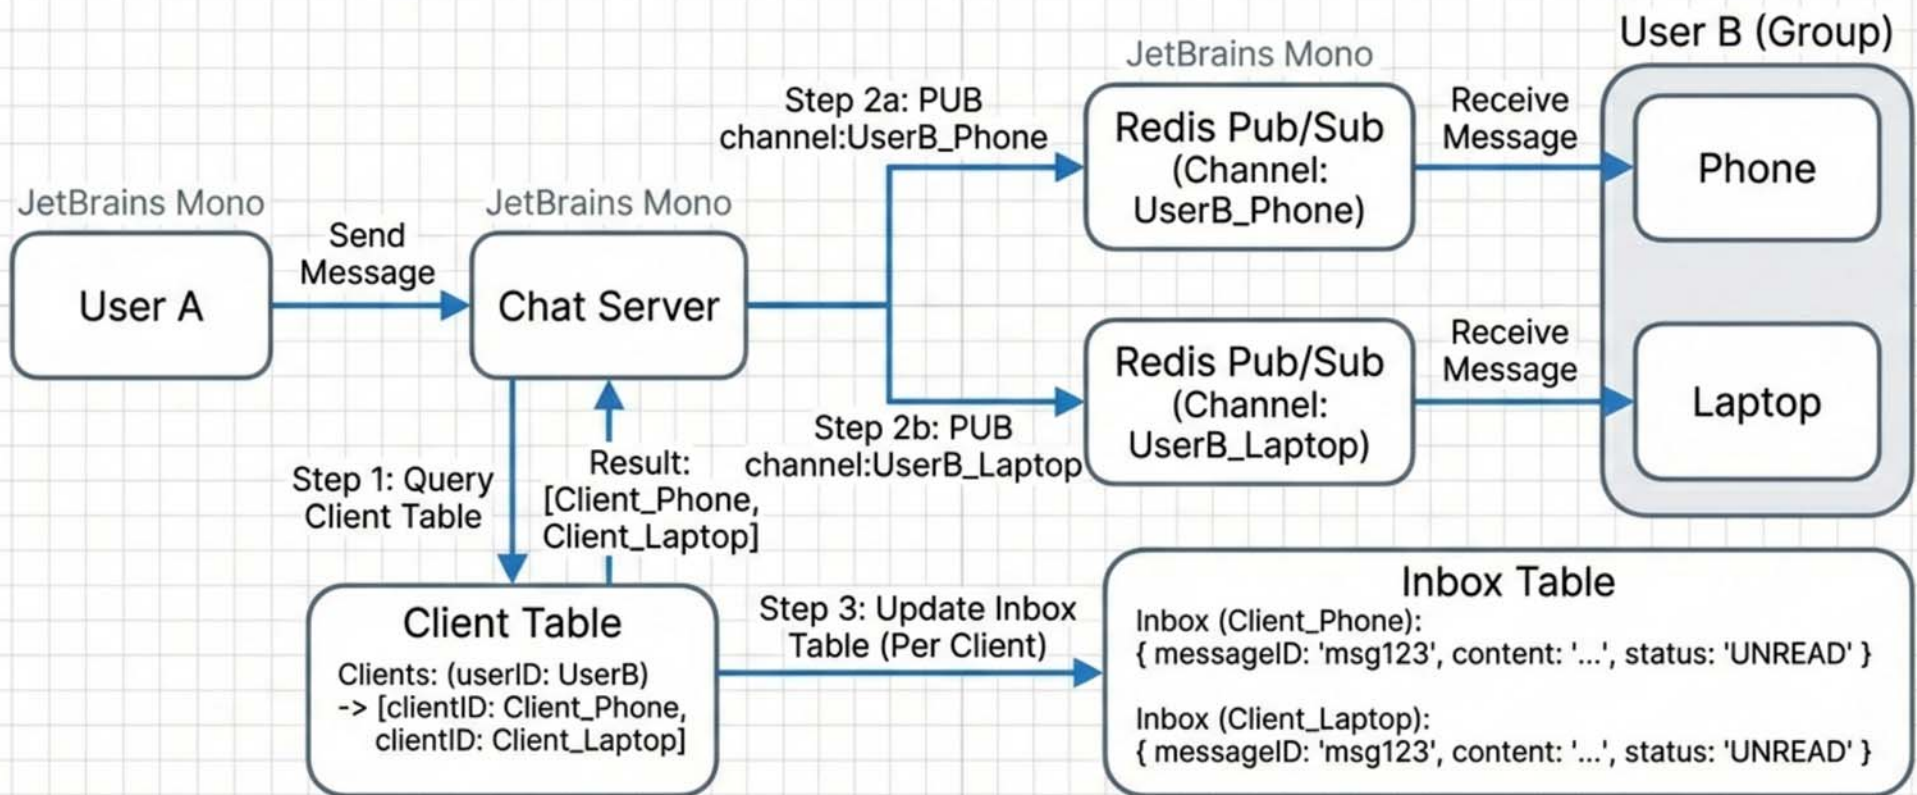 User B (Group)
JetBrains Mono
Step 2a: PUB
channel:UserB_Phone
Redis Pub/Sub
(Channel:
UserB_Phone)
Receive
Message
Phone
JetBrains Mono
User A
Send
Message
JetBrains Mono
Chat Server
Redis Pub/Sub
(Channel:
UserB_Laptop)
Receive
Message
Laptop
Step 2b: PUB
channel:UserB_Laptop
Step 1: Query
Client Table
Result:
[Client_Phone,
Client_Laptop]
Client Table
Clients: (userID: UserB)
-> [clientID: Client_Phone,
clientID: Client_Laptop]
Step 3: Update Inbox
Table (Per Client)
Inbox Table
Inbox (Client_Phone):
{ messageID: 'msg123', content: '...', status: 'UNREAD' }
Inbox (Client_Laptop):
{ messageID: 'msg123', content: '...', status: 'UNREAD' }